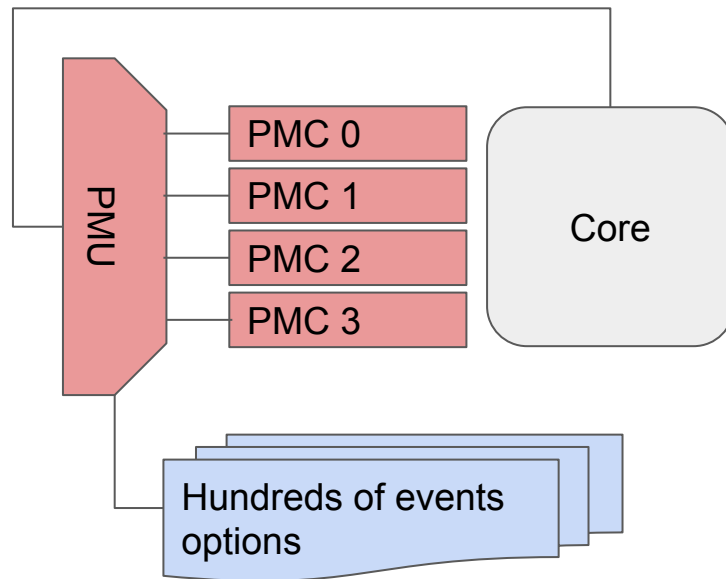 PMU
PMC 0
PMC 1
PMC 2
PMC 3
Core
Hundreds of events
options